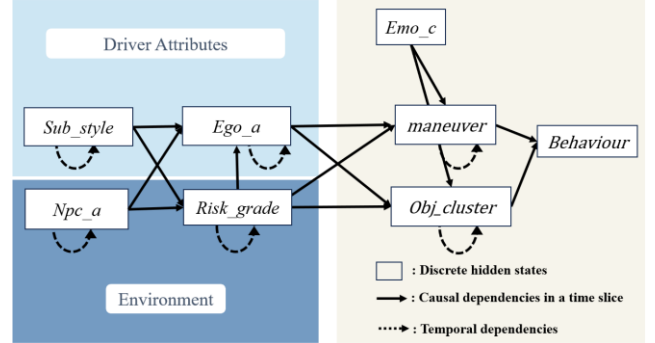 Driver Attributes
Emo_c
Sub_style
Ego_a
maneuver
Behaviour
Npc_a
Risk_grade
Obj_cluster
Environment
: Discrete hidden states
: Causal dependencies in a time slice
: Temporal dependencies